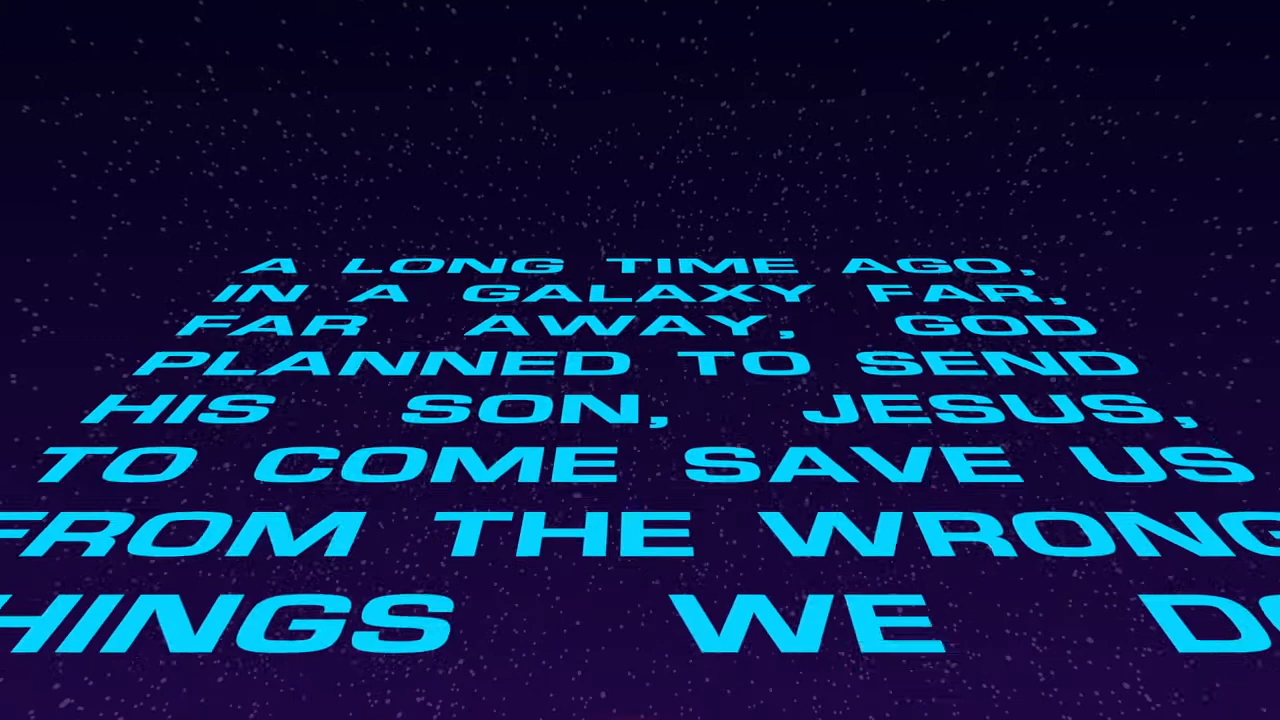 A LONG TIME AGO,
IN A GALAXY FAR,
FAR AWAY, GOD
PLANNED TO SEND
HIS SON, JESUS,
TO COME SAVE US
FROM THE WRONG
HINGS WE DO